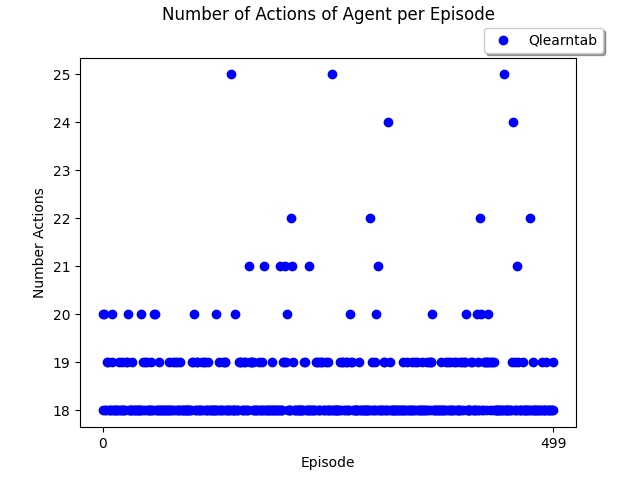 Number of Actions of Agent per Episode
Qlearntab
25
24
23
22
21
20
19
18
Number Actions
0
499
Episode